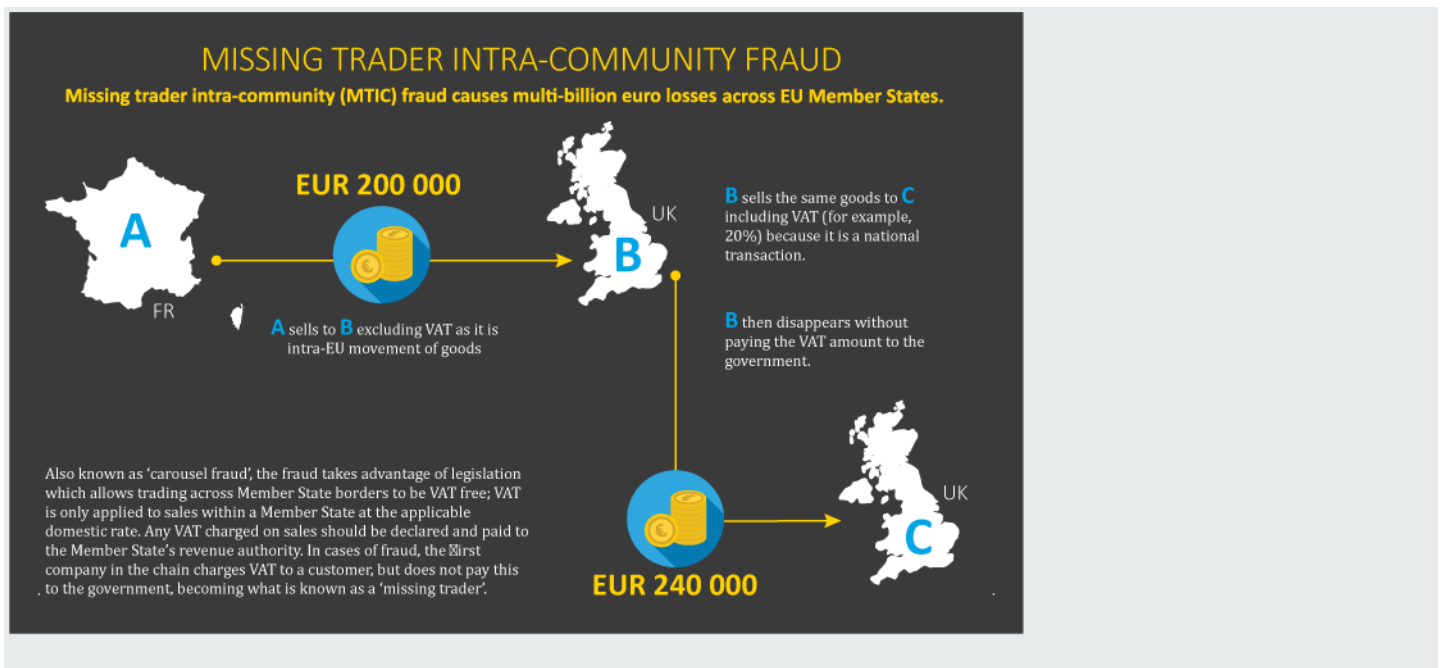 MISSING TRADER INTRA-COMMUNITY FRAUD
Missing trader intra-community (MTIC) fraud causes multi-billion euro losses across EU Member States.
A
FR
EUR 200 000
A sells to B excluding VAT as it is
intra-EU movement of goods
UK
B
B sells the same goods to C
including VAT (for example,
20%) because it is a national
transaction.
B then disappears without
paying the VAT amount to the
government.
Also known as ‘carousel fraud’, the fraud takes advantage of legislation
which allows trading across Member State borders to be VAT free; VAT
is only applied to sales within a Member State at the applicable
domestic rate. Any VAT charged on sales should be declared and paid to
the Member State’s revenue authority. In cases of fraud, the irst
company in the chain charges VAT to a customer, but does not pay this
to the government, becoming what is known as a ‘missing trader’.
EUR 240 000
UK
C